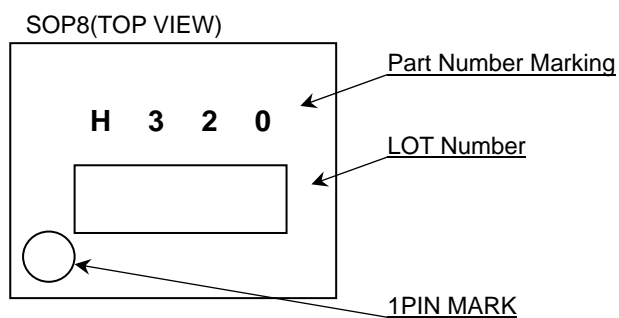 SOP8(TOP VIEW)
Part Number Marking
H 3 2 0
LOT Number
1PIN MARK